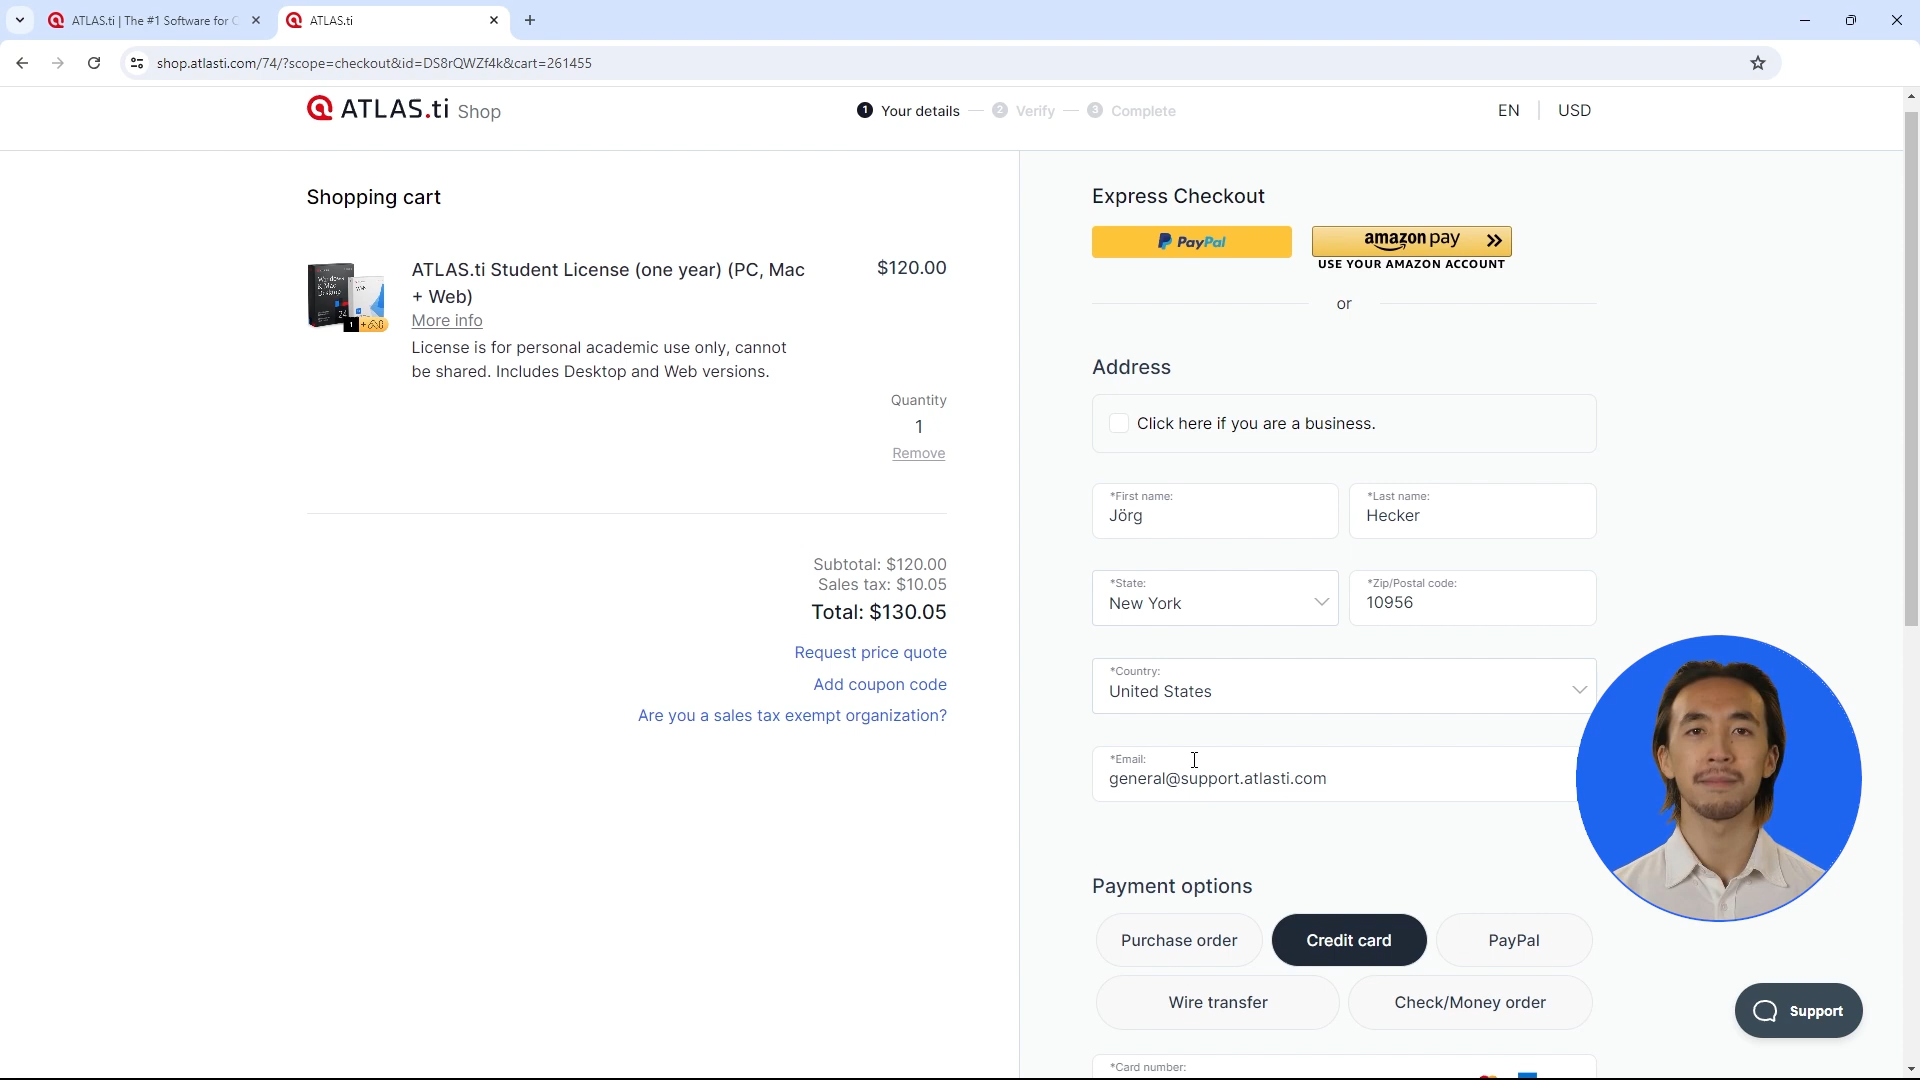 ATLAS.ti | The #1 Software for
ATLAS.ti
shop.atlasti.com/74/?scope=checkout&id=DS8rQWZf4k&cart=261455
ATLAS.ti Shop
1 Your details
2 Verify
3 Complete
EN
USD
Shopping cart
ATLAS.ti Student License (one year) (PC, Mac
+ Web)
$120.00
More info
License is for personal academic use only, cannot
be shared. Includes Desktop and Web versions.
Quantity
1
Remove
Subtotal: $120.00
Sales tax: $10.05
Total: $130.05
Request price quote
Add coupon code
Are you a sales tax exempt organization?
Express Checkout
PayPal
amazon pay
USE YOUR AMAZON ACCOUNT
or
Address
Click here if you are a business.
*First name:
Jörg
*Last name:
Hecker
*State:
New York
*Zip/Postal code:
10956
*Country:
United States
*Email:
general@support.atlasti.com
Payment options
Purchase order
Credit card
PayPal
Wire transfer
Check/Money order
*Card number:
Support